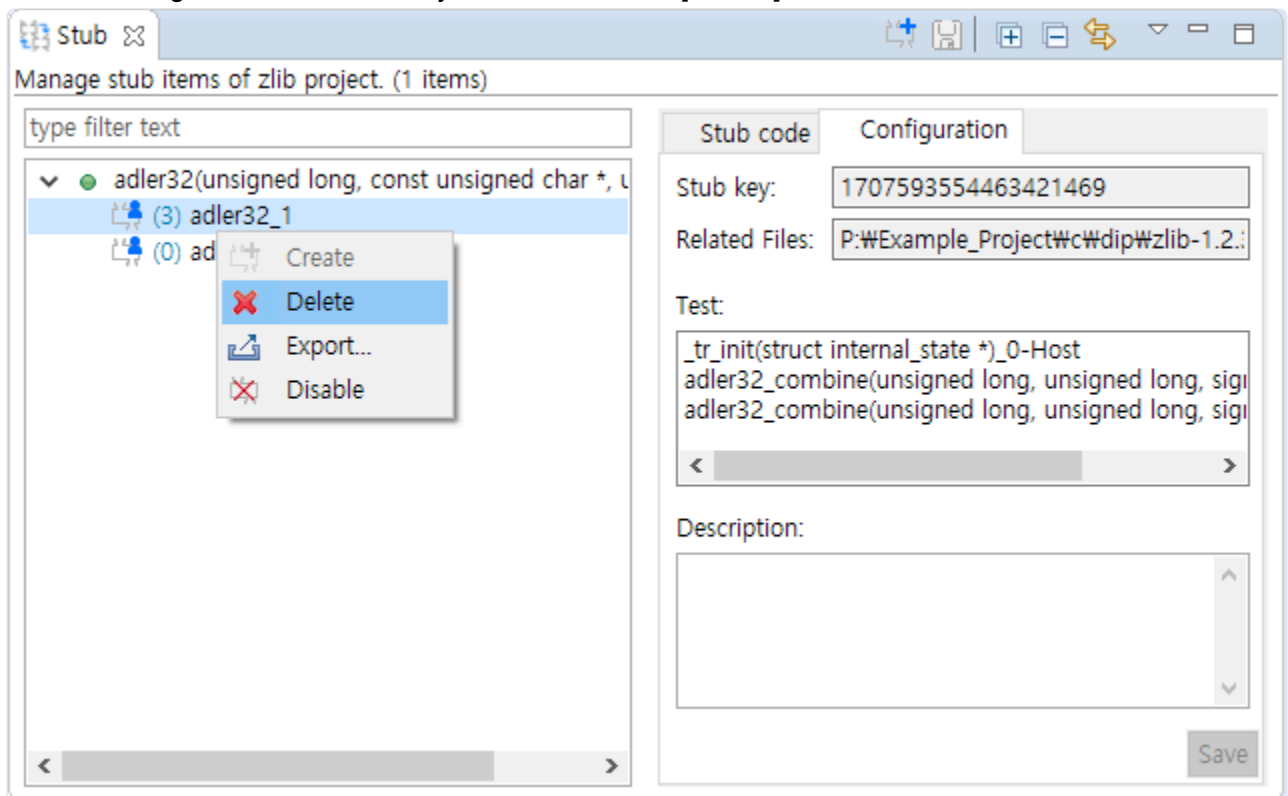 Stub
Manage stub items of zlib project. (1 items)
type filter text
adler32(unsigned long, const unsigned char *, u
(3) adler32_1
(0) ad
Create
Delete
Export...
Disable
Stub code
Configuration
Stub key:
1707593554463421469
Related Files:
P:₩Example_Project₩c₩dip₩zlib-1.2.
Test:
_tr_init(struct internal_state *)_0-Host
adler32_combine(unsigned long, unsigned long, sig
adler32_combine(unsigned long, unsigned long, sig
Description:
Save